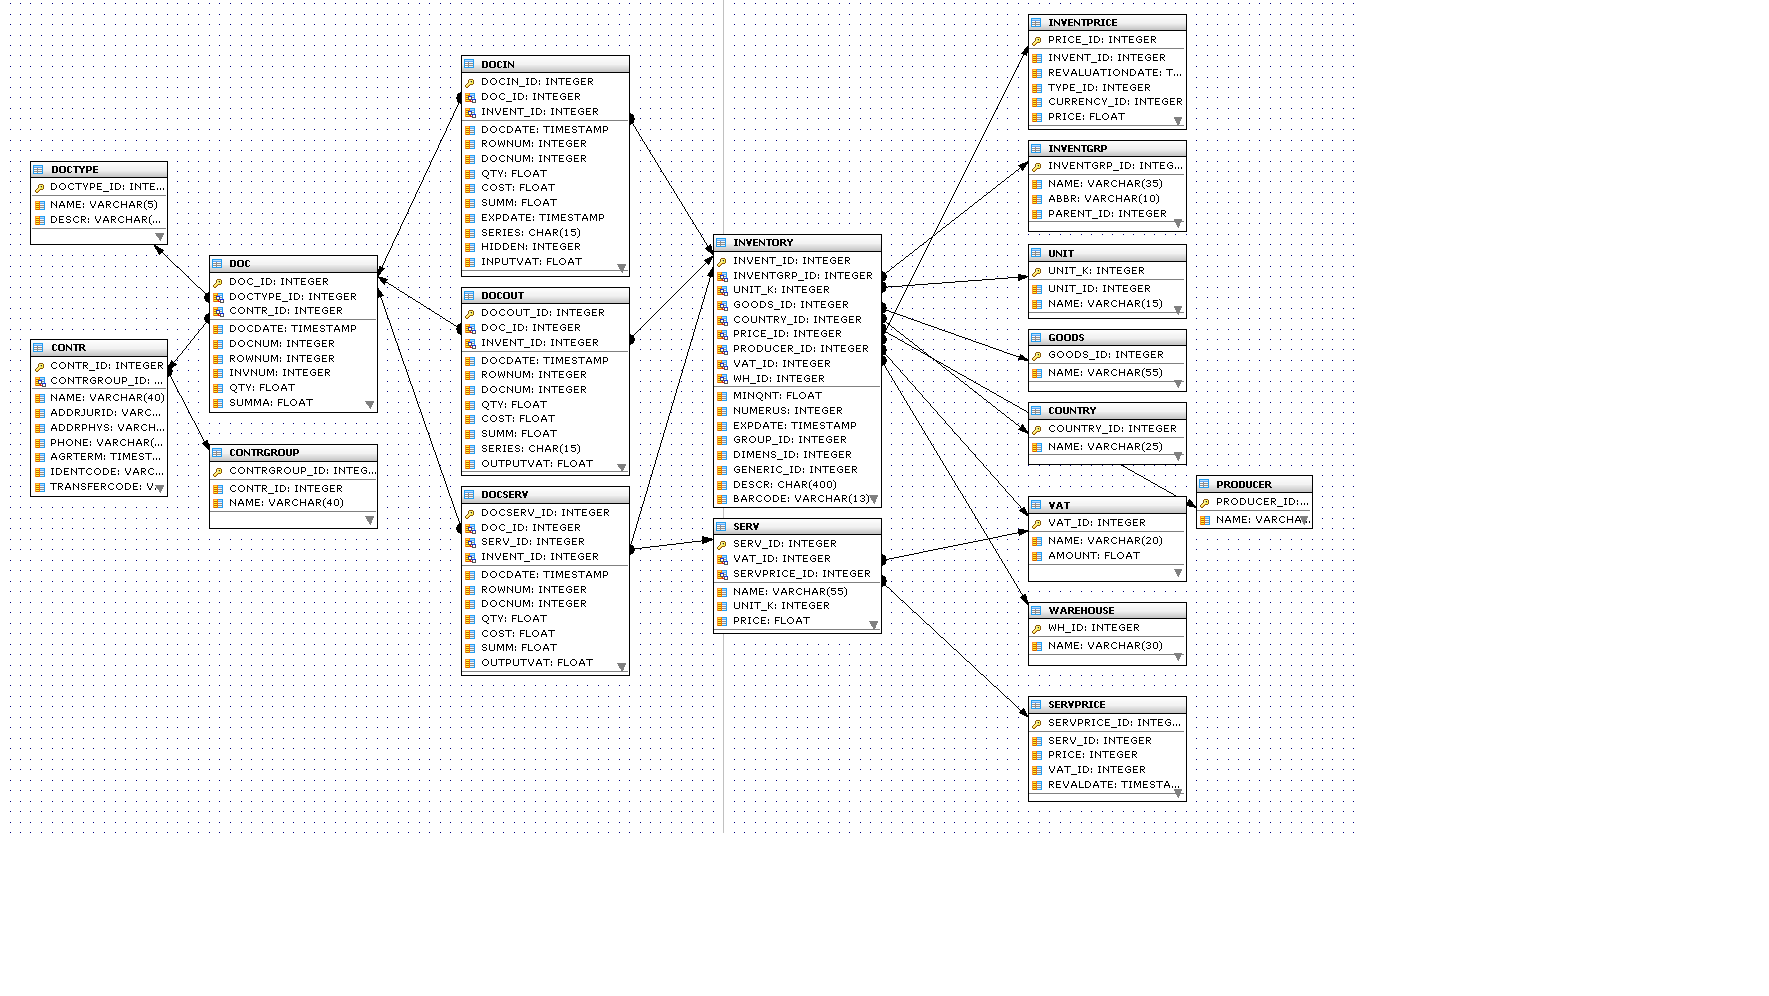 DOCTYPE
DOCTYPE_ID: INTE...
NAME: VARCHAR(5)
DESCR: VARCHAR(...
CONTR
CONTR_ID: INTEGER
CONTRGROUP_ID: ...
NAME: VARCHAR(40)
ADDRJURID: VARC...
ADDRPHYS: VARCH...
PHONE: VARCHAR(...
AGRTERM: TIMEST...
IDENTCODE: VARC...
TRANSFERCODE: V...
DOC
DOC_ID: INTEGER
DOCTYPE_ID: INTEGER
CONTR_ID: INTEGER
DOCDATE: TIMESTAMP
DOCNUM: INTEGER
ROWNUM: INTEGER
INVNUM: INTEGER
QTY: FLOAT
SUMMA: FLOAT
CONTRGROUP
CONTRGROUP_ID: INTEG...
CONTR_ID: INTEGER
NAME: VARCHAR(40)
DOCIN
DOCIN_ID: INTEGER
DOC_ID: INTEGER
INVENT_ID: INTEGER
DOCDATE: TIMESTAMP
ROWNUM: INTEGER
DOCNUM: INTEGER
QTY: FLOAT
COST: FLOAT
SUMM: FLOAT
EXPDATE: TIMESTAMP
SERIES: CHAR(15)
HIDDEN: INTEGER
INPUTVAT: FLOAT
DOCOUT
DOCOUT_ID: INTEGER
DOC_ID: INTEGER
INVENT_ID: INTEGER
DOCDATE: TIMESTAMP
ROWNUM: INTEGER
DOCNUM: INTEGER
QTY: FLOAT
COST: FLOAT
SUMM: FLOAT
SERIES: CHAR(15)
OUTPUTVAT: FLOAT
DOCSERV
DOCSERV_ID: INTEGER
DOC_ID: INTEGER
SERV_ID: INTEGER
INVENT_ID: INTEGER
DOCDATE: TIMESTAMP
ROWNUM: INTEGER
DOCNUM: INTEGER
QTY: FLOAT
COST: FLOAT
SUMM: FLOAT
OUTPUTVAT: FLOAT
INVENTORY
INVENT_ID: INTEGER
INVENTGRP_ID: INTEGER
UNIT_K: INTEGER
GOODS_ID: INTEGER
COUNTRY_ID: INTEGER
PRICE_ID: INTEGER
PRODUCER_ID: INTEGER
VAT_ID: INTEGER
WH_ID: INTEGER
MINQNT: FLOAT
NUMERUS: INTEGER
EXPDATE: TIMESTAMP
GROUP_ID: INTEGER
DIMENS_ID: INTEGER
GENERIC_ID: INTEGER
DESCR: CHAR(400)
BARCODE: VARCHAR(13)
SERV
SERV_ID: INTEGER
VAT_ID: INTEGER
SERVPRICE_ID: INTEGER
NAME: VARCHAR(55)
UNIT_K: INTEGER
PRICE: FLOAT
INVENTPRICE
PRICE_ID: INTEGER
INVENT_ID: INTEGER
REVALUATIONDATE: T...
TYPE_ID: INTEGER
CURRENCY_ID: INTEGER
PRICE: FLOAT
INVENTGRP
INVENTGRP_ID: INTEG...
NAME: VARCHAR(35)
ABBR: VARCHAR(10)
PARENT_ID: INTEGER
UNIT
UNIT_K: INTEGER
UNIT_ID: INTEGER
NAME: VARCHAR(15)
GOODS
GOODS_ID: INTEGER
NAME: VARCHAR(55)
COUNTRY
COUNTRY_ID: INTEGER
NAME: VARCHAR(25)
PRODUCER
PRODUCER_ID:...
NAME: VARCHA...
VAT
VAT_ID: INTEGER
NAME: VARCHAR(20)
AMOUNT: FLOAT
WAREHOUSE
WH_ID: INTEGER
NAME: VARCHAR(30)
SERVPRICE
SERVPRICE_ID: INTEG...
SERV_ID: INTEGER
PRICE: INTEGER
VAT_ID: INTEGER
REVALDATE: TIMESTA...